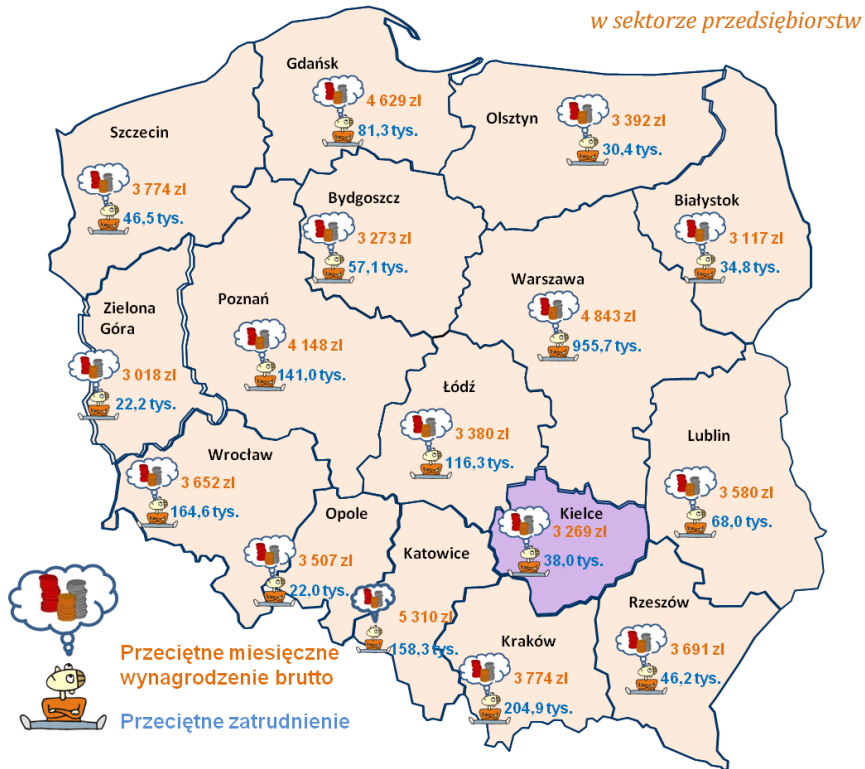 w sektorze przedsiębiorstw
Gdańsk
4 629 zł
81,3 tys.
Olsztyn
3 392 zł
30,4 tys.
Szczecin
3 774 zł
46,5 tys.
Bydgoszcz
3 273 zł
57,1 tys.
Białystok
3 117 zł
34,8 tys.
Zielona
Góra
3 018 zł
22,2 tys.
Poznań
4 148 zł
141,0 tys.
Warszawa
4 843 zł
955,7 tys.
Łódź
3 380 zł
116,3 tys.
Wrocław
3 652 zł
164,6 tys.
Lublin
3 580 zł
68,0 tys.
Opole
3 507 zł
22,0 tys.
Katowice
5 310 zł
158,3 tys.
Kielce
3 269 zł
38,0 tys.
Kraków
3 774 zł
204,9 tys.
Rzeszów
3 691 zł
46,2 tys.
Przeciętne miesięczne
wynagrodzenie brutto
Przeciętne zatrudnienie